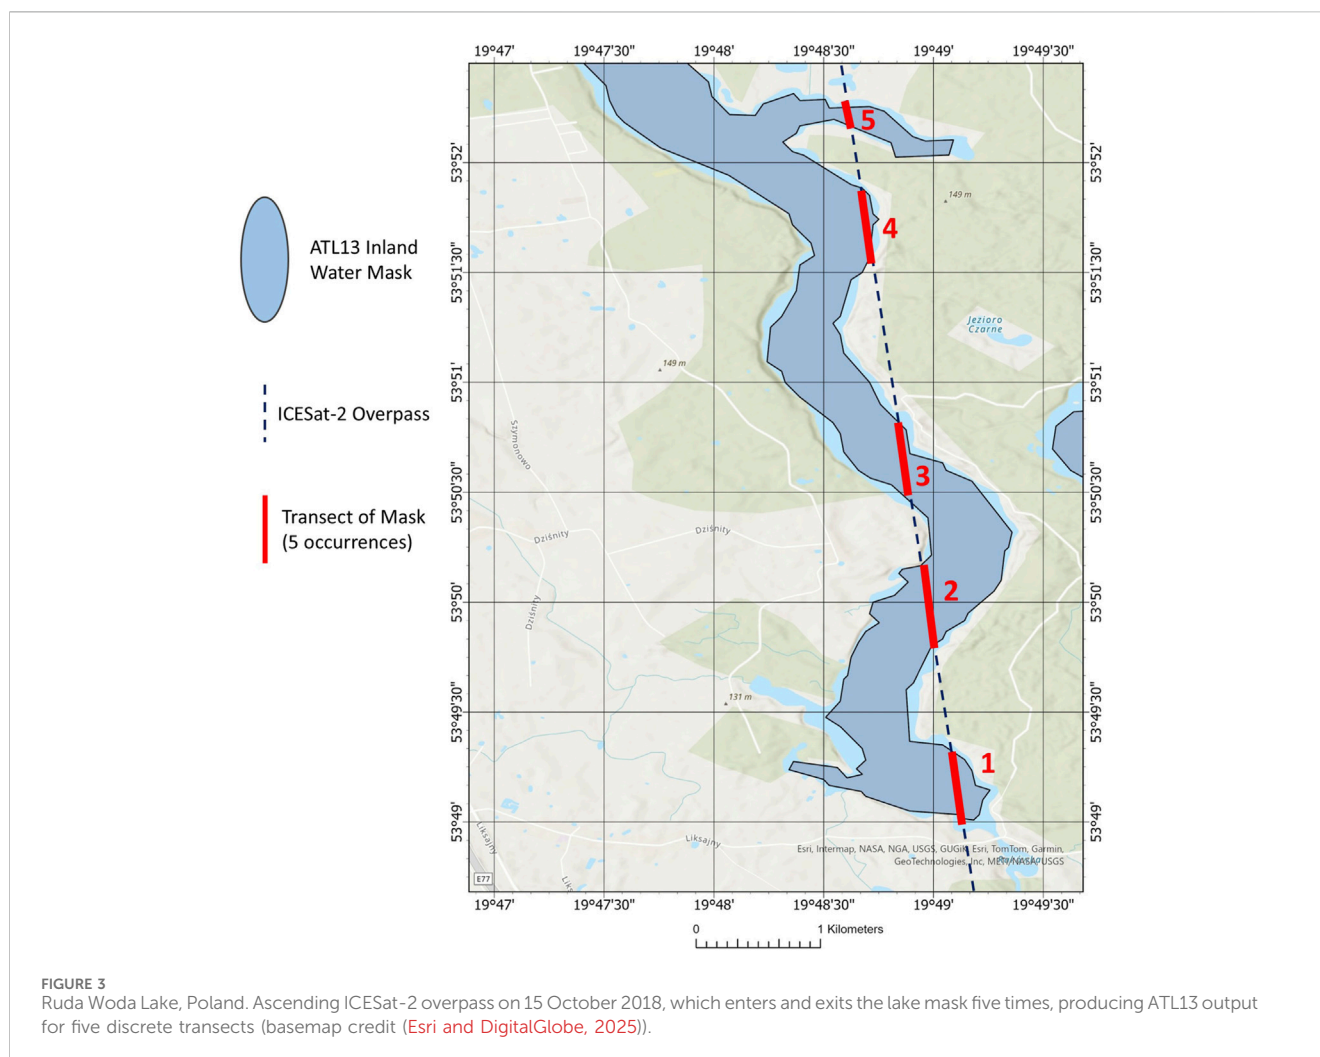 19°47'
19°47'30"
19°48'
19°48'30"
19°49'
19°49'30"
5
53°52'
53°52'
149 m
4
ATL13 Inland
Water Mask
53°51'30"
53°51'30"
Jezioro
Czarne
149 m
53°51'
53°51'
ICESat-2 Overpass
Szymonowo
3
53°50'30"
53°50'30"
Transect of Mask
(5 occurrences)
Dziśnity
Dziśnity
2
53°50'
53°50'
Dziśnity
131 m
53°49'30"
53°49'30"
1
53°49'
53°49'
Liksajny
Liksajny
Esri, Intermap, NASA, NGA, USGS, GUGiK, Esri, TomTom, Garmin,
GeoTechnologies, Inc, METI/NASA, USGS
E77
Liks
19°47'
19°47'30"
19°48'
19°48'30"
19°49'
19°49'30"
0
1 Kilometers
FIGURE 3
Ruda Woda Lake, Poland. Ascending ICESat-2 overpass on 15 October 2018, which enters and exits the lake mask five times, producing ATL13 output
for five discrete transects (basemap credit (Esri and DigitalGlobe, 2025)).